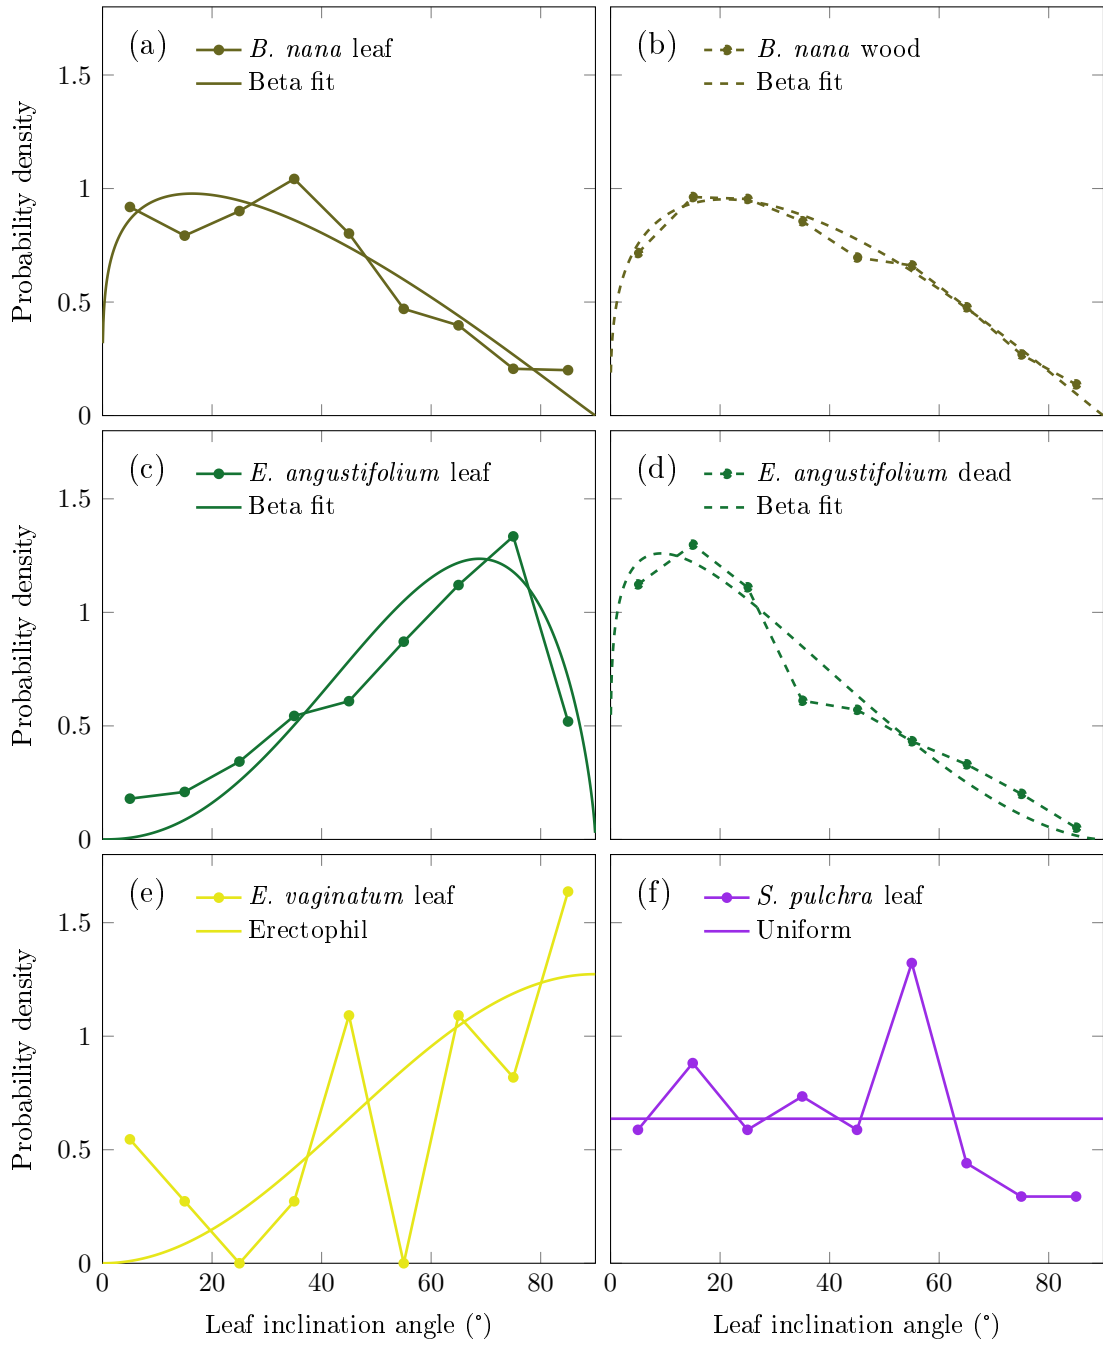 (a)
B. nana leaf
Beta fit
(b)
B. nana wood
Beta fit
Probability density
1.5
1
0.5
0
(c)
E. angustifolium leaf
Beta fit
(d)
E. angustifolium dead
Beta fit
Probability density
1.5
1
0.5
0
(e)
E. vaginatum leaf
Erectophil
(f)
S. pulchra leaf
Uniform
Probability density
1.5
1
0.5
0
0 20 40 60 80
0 20 40 60 80
Leaf inclination angle (°)
Leaf inclination angle (°)